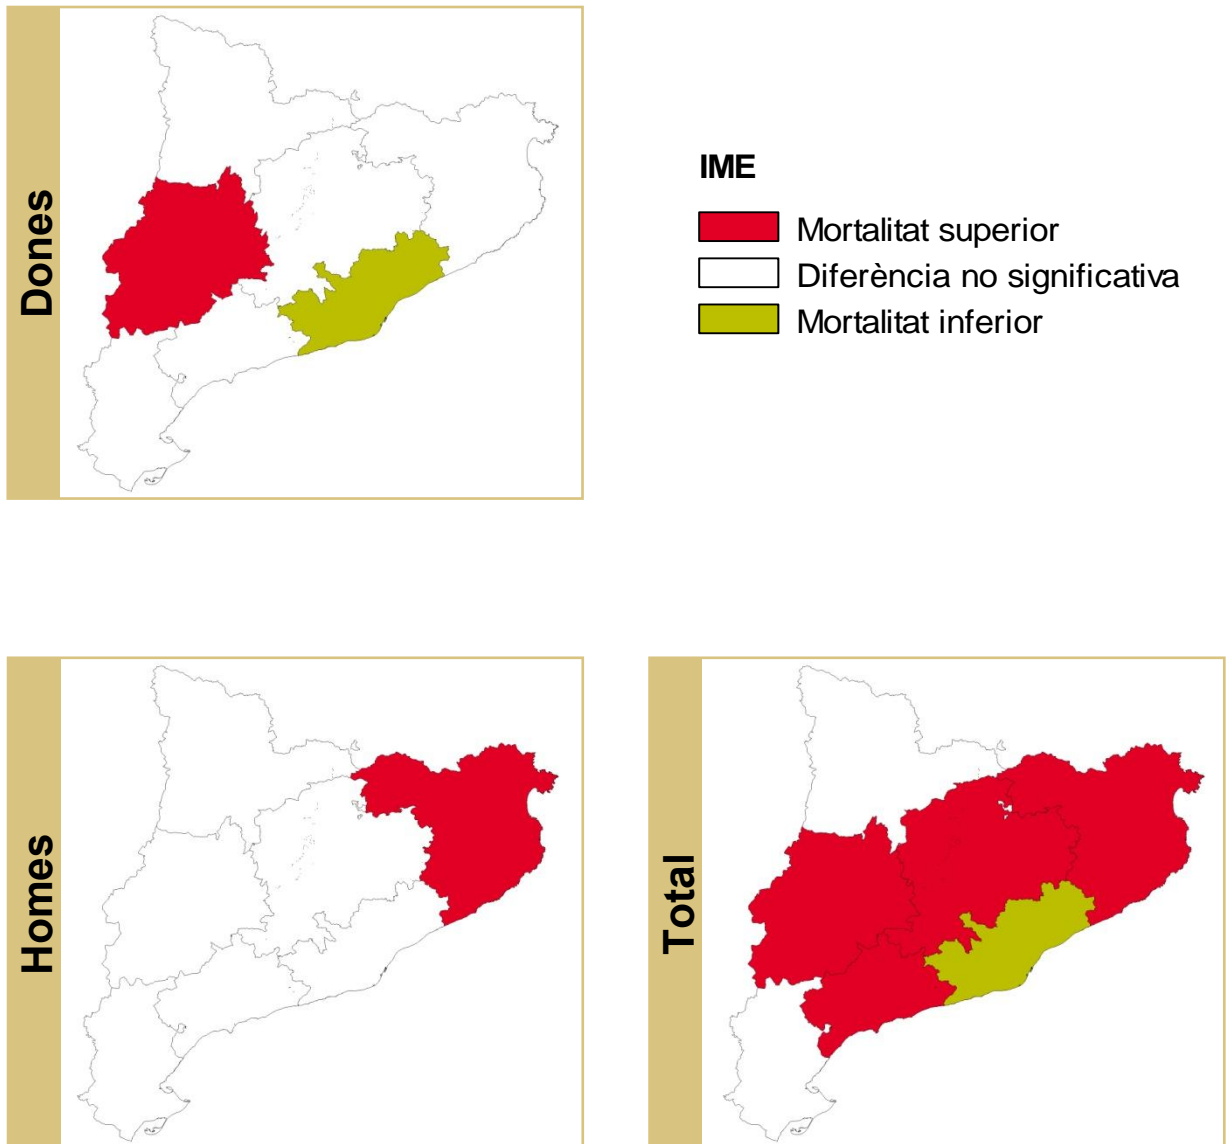 Dones
IME
Mortalitat superior
Diferència no significativa
Mortalitat inferior
Homes
Total